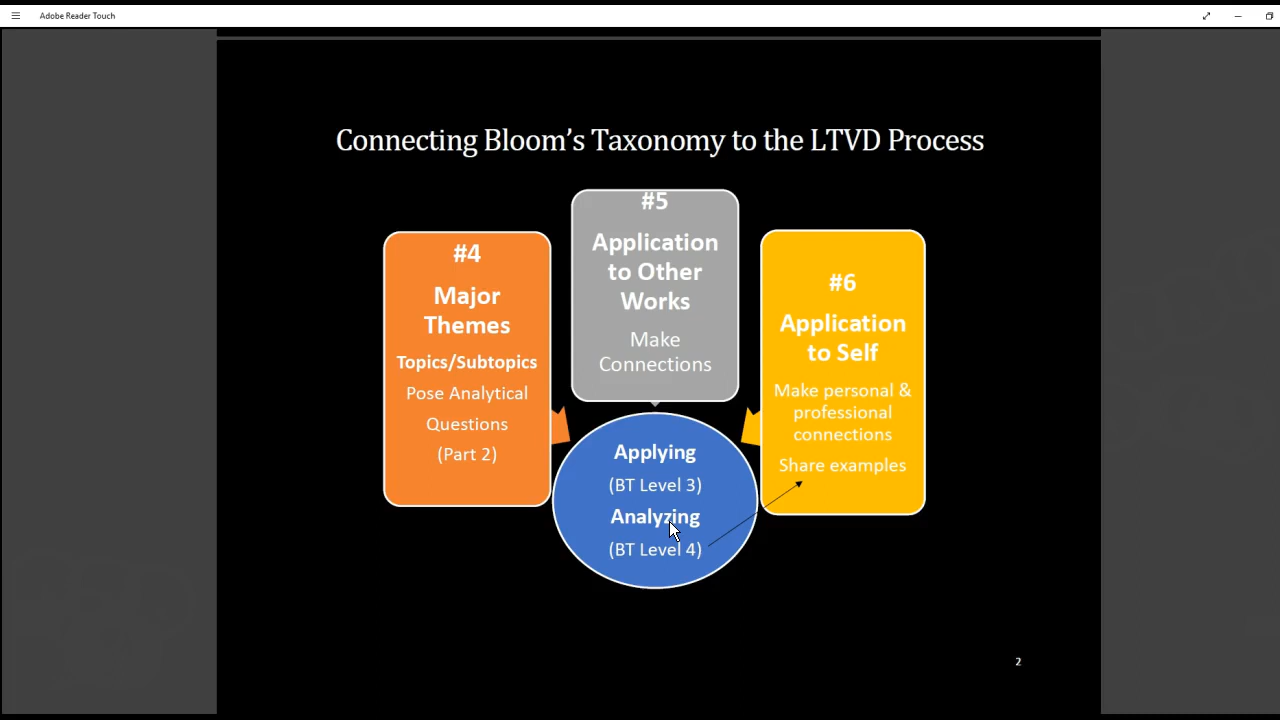 Adobe Reader Touch
Connecting Bloom's Taxonomy to the LTVD Process
#4
Major
Themes
Topics/Subtopics
Pose Analytical
Questions
(Part 2)
#5
Application
to Other
Works
Make
Connections
#6
Application
to Self
Make personal &
professional
connections
Share examples
Applying
(BT Level 3)
Analyzing
(BT Level 4)
2